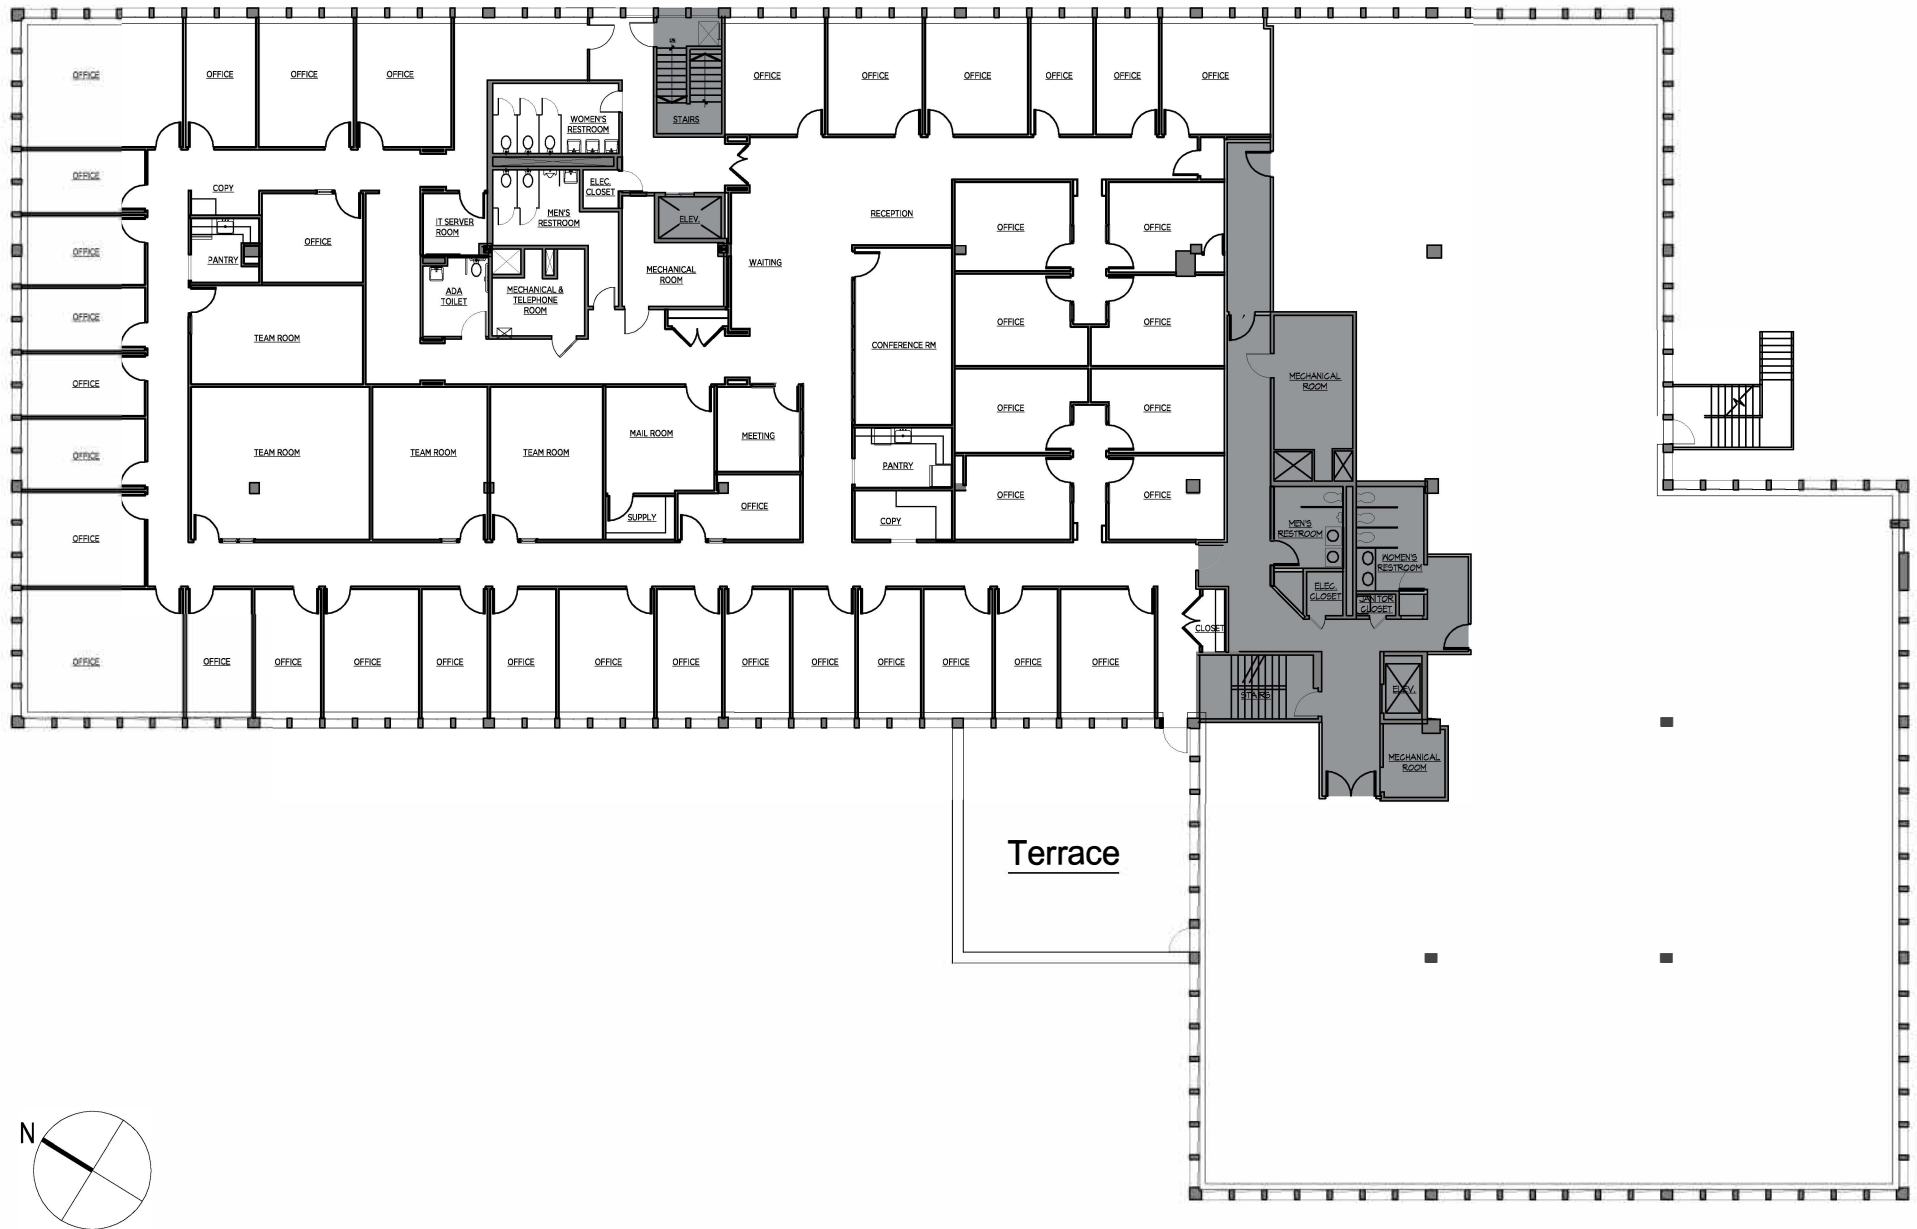 OFFICE
OFFICE
OFFICE
OFFICE
OFFICE
OFFICE
OFFICE
OFFICE
OFFICE
OFFICE
WOMEN'S
RESTROOM
STAIRS
OFFICE
COPY
ELEC.
CLOSET
MEN'S
RESTROOM
IT SERVER
ROOM
ELEV.
RECEPTION
OFFICE
OFFICE
OFFICE
OFFICE
PANTRY
WAITING
MECHANICAL
ROOM
ADA
TOILET
MECHANICAL &
TELEPHONE
ROOM
OFFICE
TEAM ROOM
OFFICE
OFFICE
CONFERENCE RM
OFFICE
MECHANICAL
ROOM
OFFICE
OFFICE
OFFICE
TEAM ROOM
TEAM ROOM
TEAM ROOM
MAIL ROOM
MEETING
PANTRY
OFFICE
OFFICE
OFFICE
SUPPLY
OFFICE
COPY
MEN'S
RESTROOM
WOMEN'S
RESTROOM
ELEC.
CLOSET
JANITOR
CLOSET
CLOSET
OFFICE
OFFICE
OFFICE
OFFICE
OFFICE
OFFICE
OFFICE
OFFICE
OFFICE
OFFICE
OFFICE
OFFICE
OFFICE
OFFICE
STAIRS
ELEV.
MECHANICAL
ROOM
Terrace
N